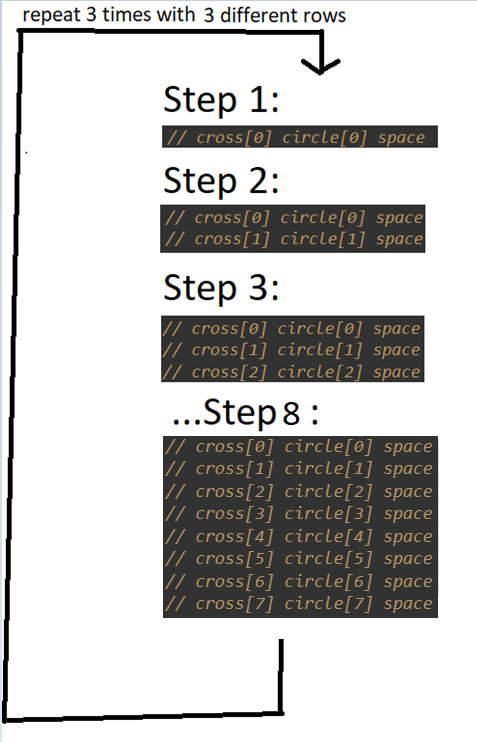 repeat 3 times with 3 different rows
Step 1:
// cross[0] circle[0] space
Step 2:
// cross[0] circle[0] space
// cross[1] circle[1] space
Step 3:
// cross[0] circle[0] space
// cross[1] circle[1] space
// cross[2] circle[2] space
...Step 8 :
// cross[0] circle[0] space
// cross[1] circle[1] space
// cross[2] circle[2] space
// cross[3] circle[3] space
// cross[4] circle[4] space
// cross[5] circle[5] space
// cross[6] circle[6] space
// cross[7] circle[7] space